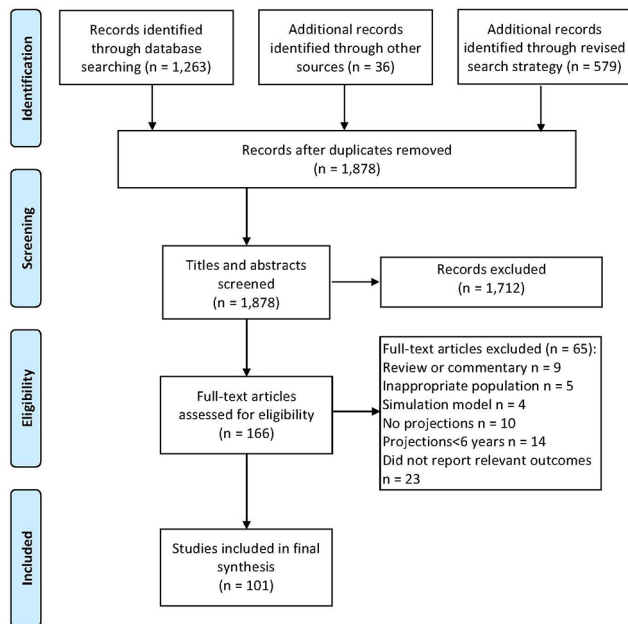 Identification
Records identified
through database
searching (n = 1,263)
Additional records
identified through other
sources (n = 36)
Additional records
identified through revised
search strategy (n = 579)
Records after duplicates removed
(n = 1,878)
Screening
Titles and abstracts
screened
(n = 1,878)
Records excluded
(n = 1,712)
Eligibility
Full-text articles
assessed for eligibility
(n = 166)
Full-text articles excluded (n = 65):
Review or commentary n = 9
Inappropriate population n = 5
Simulation model n = 4
No projections n = 10
Projections<6 years n = 14
Did not report relevant outcomes
n = 23
Included
Studies included in final
synthesis
(n = 101)